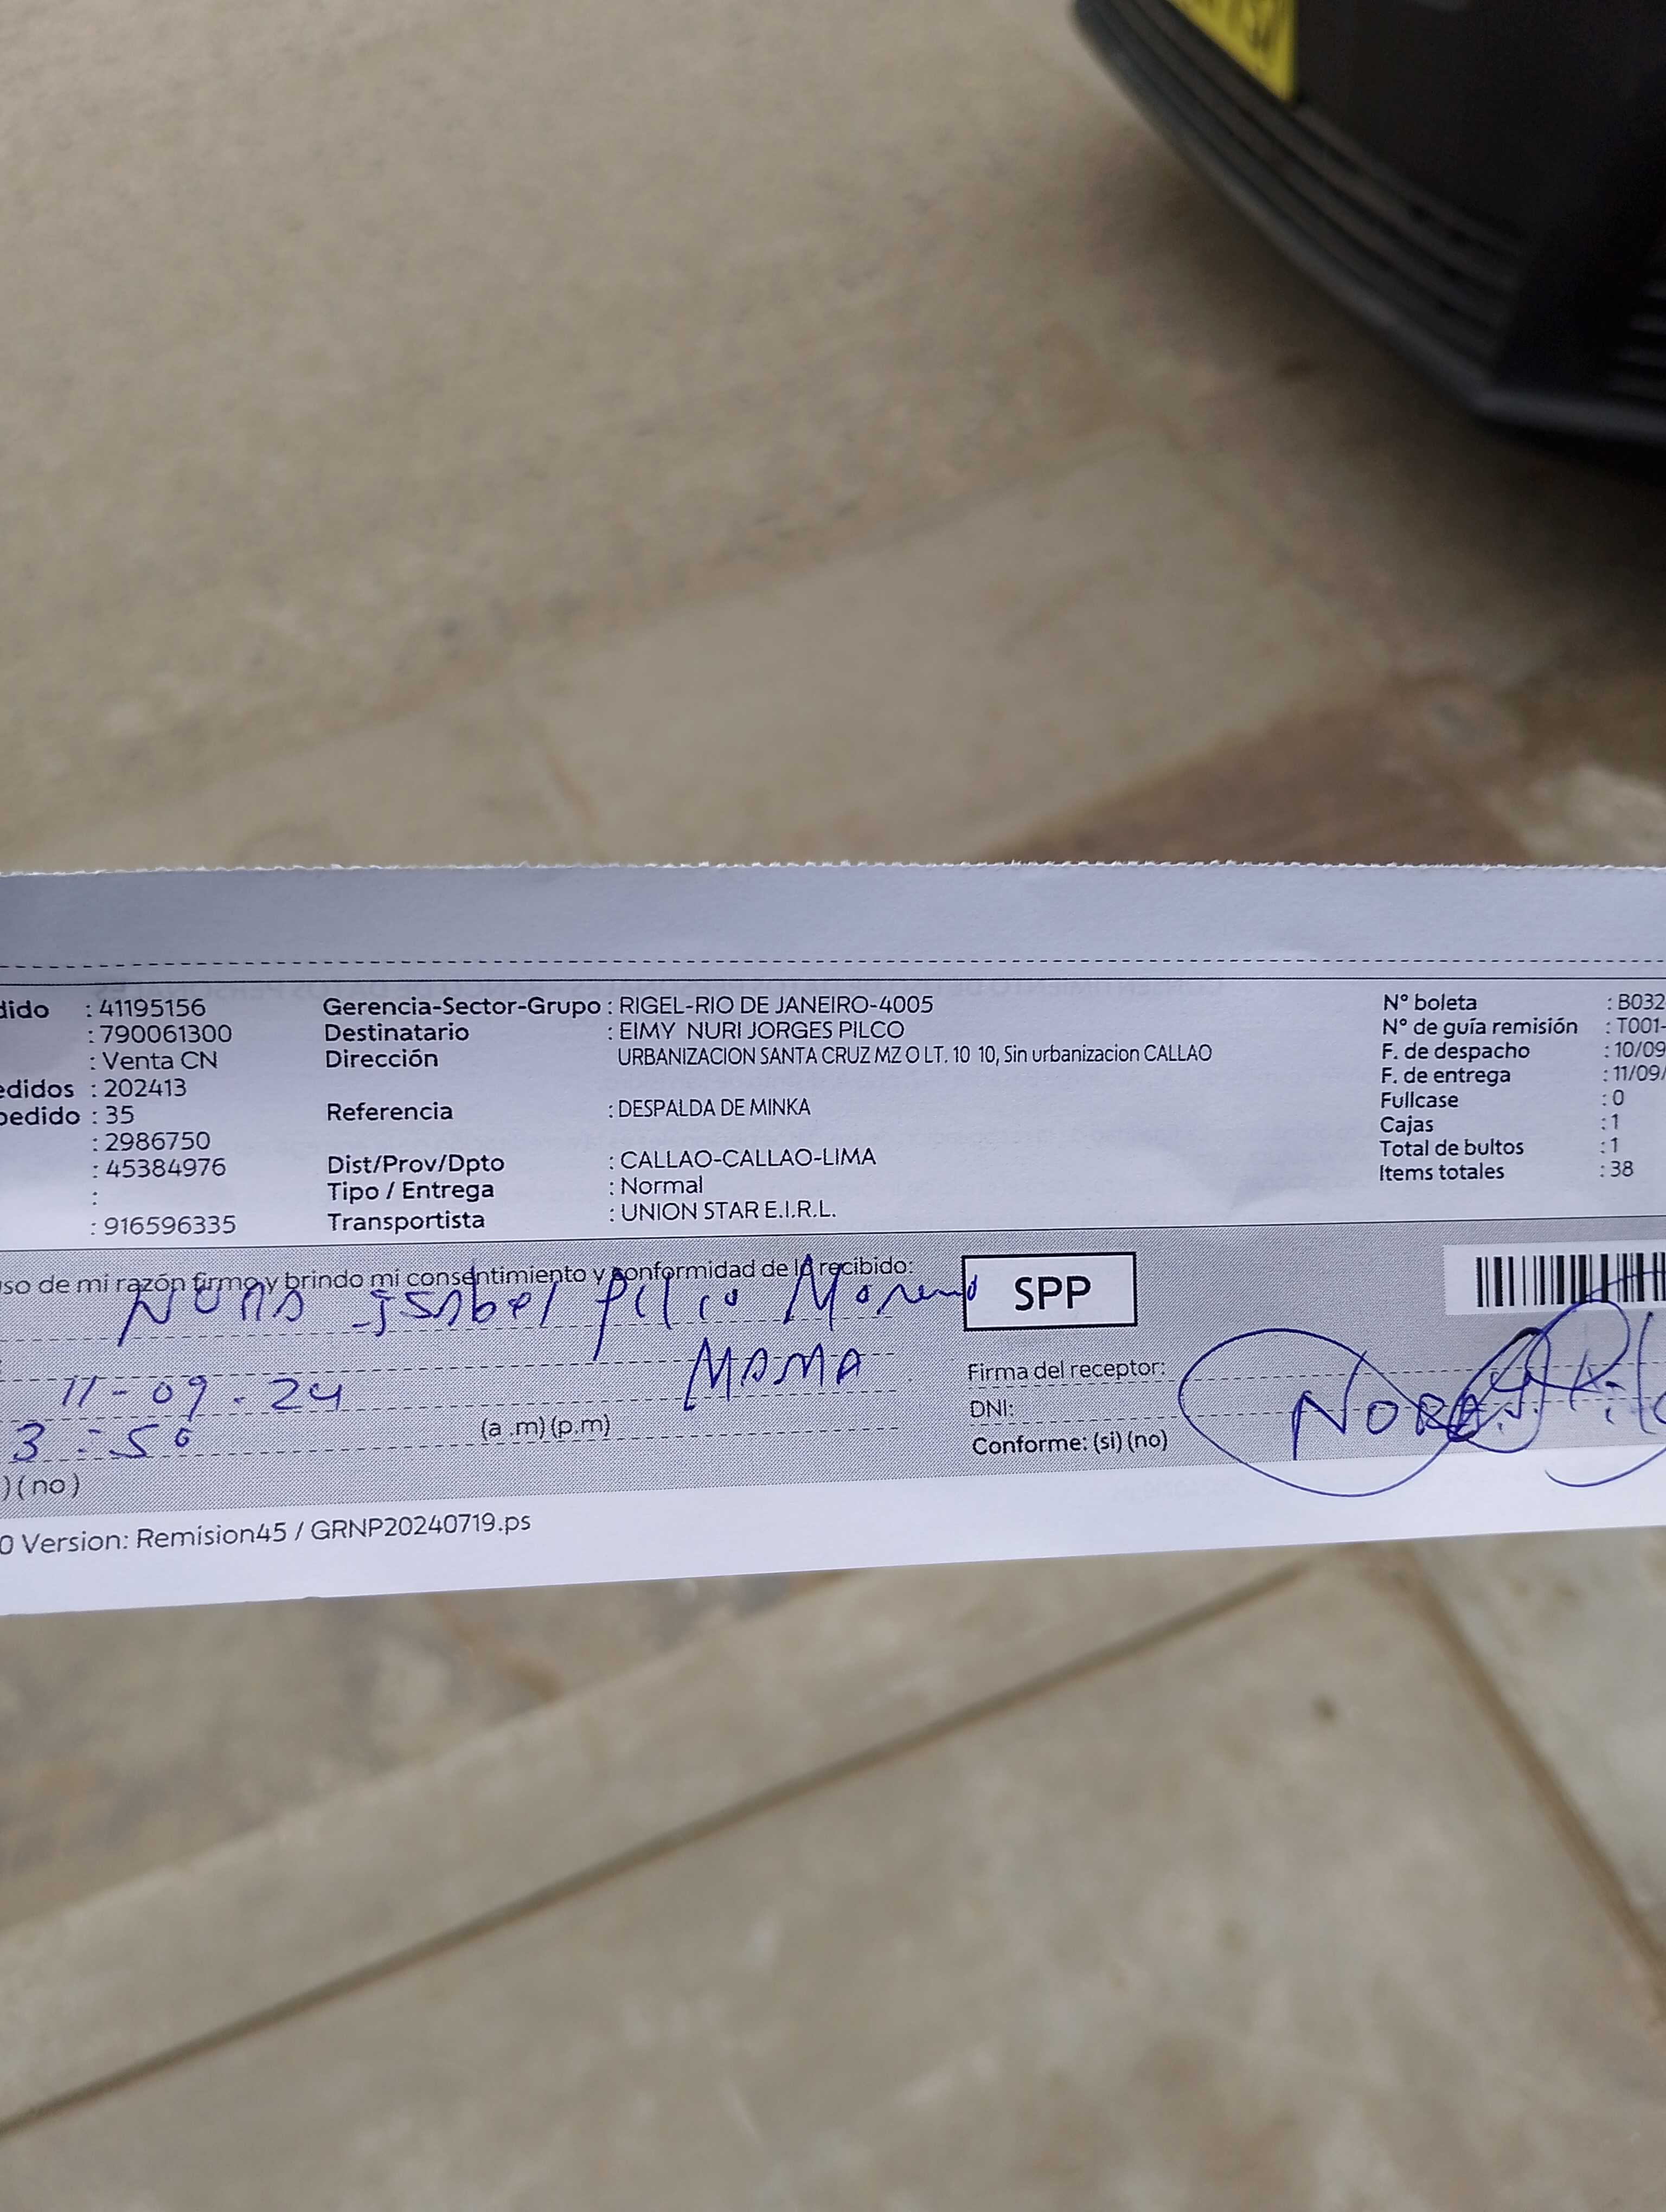 dido : 41195156 Gerencia-Sector-Grupo : RIGEL-RIO DE JANEIRO-4005 N° boleta : B032
: 790061300 Destinatario : EIMY NURI JORGES PILCO N° de guía remisión : T001-
: Venta CN Dirección URBANIZACION SANTA CRUZ MZ O LT. 10 10, Sin urbanizacion CALLAO F. de despacho : 10/09
edidos : 202413 F. de entrega : 11/09/
pedido : 35 Referencia : DESPALDA DE MINKA Fullcase : 0
: 2986750 Cajas : 1
: 45384976 Dist/Prov/Dpto : CALLAO-CALLAO-LIMA Total de bultos : 1
: Tipo / Entrega : Normal Items totales : 38
: 916596335 Transportista : UNION STAR E.I.R.L.
uso de mi razón firmo y brindo mi consentimiento y conformidad de lo recibido:
Isabel Pilco Moreno SPP
MAMA
11-09-24 Firma del receptor:
3:50 (a.m) (p.m) DNI:
Conforme: (si) (no)
) (no)
0 Version: Remision45 / GRNP20240719.ps